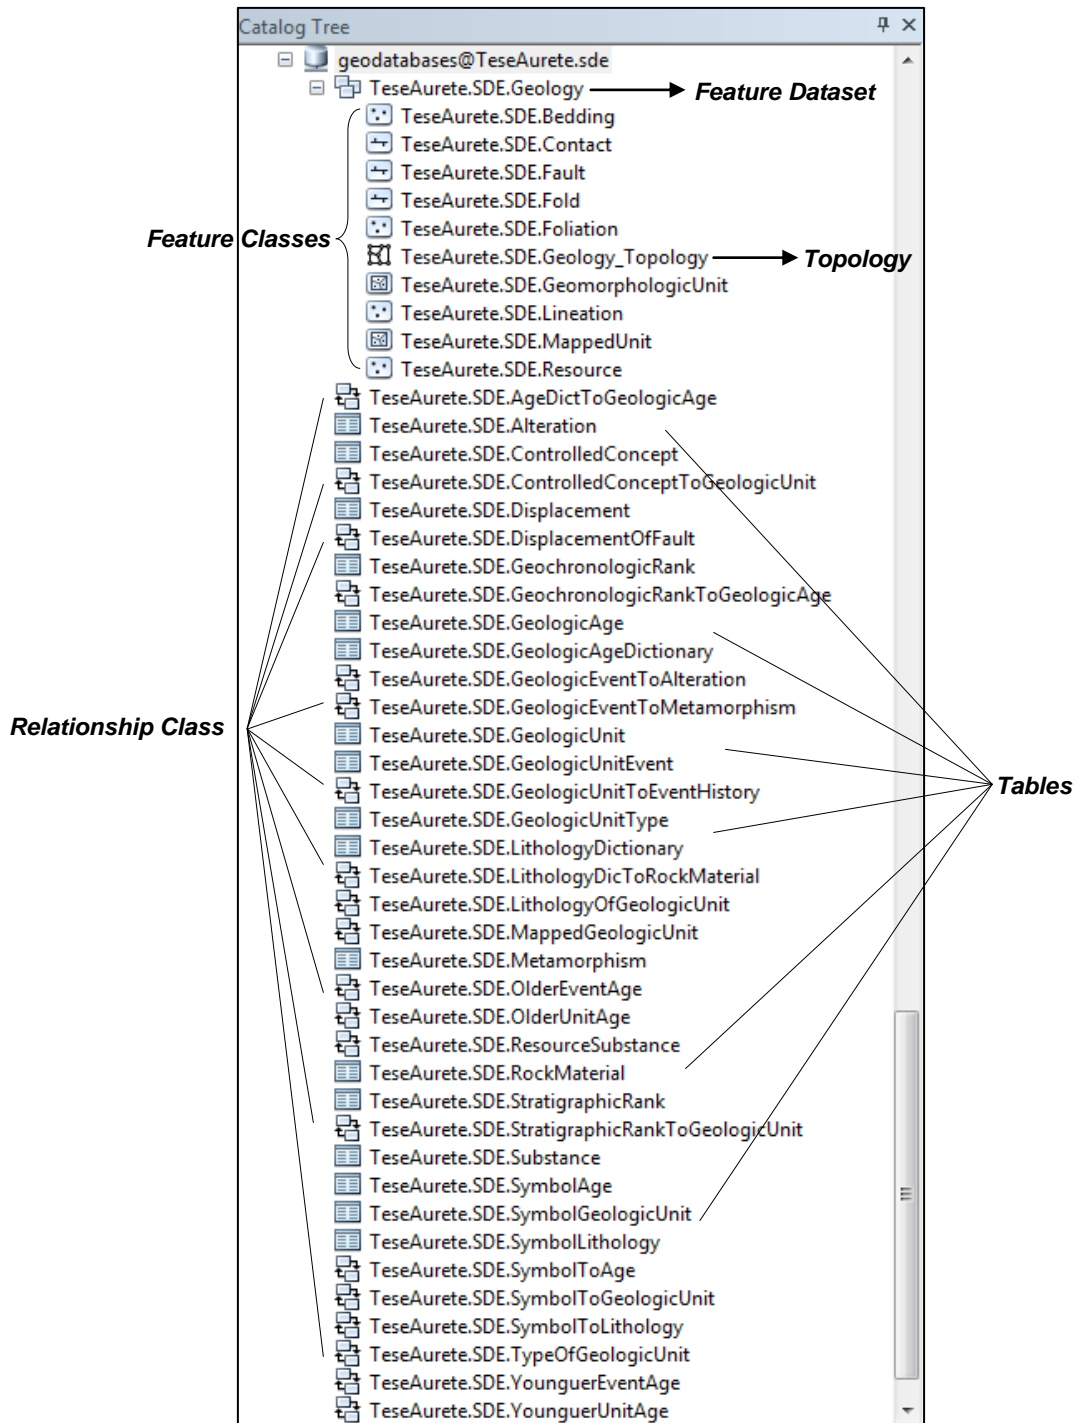 Catalog Tree
geodatabases@TeseAurete.sde
TeseAurete.SDE.Geology
Feature Dataset
TeseAurete.SDE.Bedding
TeseAurete.SDE.Contact
TeseAurete.SDE.Fault
TeseAurete.SDE.Fold
TeseAurete.SDE.Foliation
Feature Classes
TeseAurete.SDE.Geology_Topology
Topology
TeseAurete.SDE.GeomorphologicUnit
TeseAurete.SDE.Lineation
TeseAurete.SDE.MappedUnit
TeseAurete.SDE.Resource
TeseAurete.SDE.AgeDictToGeologicAge
TeseAurete.SDE.Alteration
TeseAurete.SDE.ControlledConcept
TeseAurete.SDE.ControlledConceptToGeologicUnit
TeseAurete.SDE.Displacement
TeseAurete.SDE.DisplacementOfFault
TeseAurete.SDE.GeochronologicRank
TeseAurete.SDE.GeochronologicRankToGeologicAge
TeseAurete.SDE.GeologicAge
TeseAurete.SDE.GeologicAgeDictionary
TeseAurete.SDE.GeologicEventToAlteration
TeseAurete.SDE.GeologicEventToMetamorphism
Relationship Class
TeseAurete.SDE.GeologicUnit
TeseAurete.SDE.GeologicUnitEvent
TeseAurete.SDE.GeologicUnitToEventHistory
Tables
TeseAurete.SDE.GeologicUnitType
TeseAurete.SDE.LithologyDictionary
TeseAurete.SDE.LithologyDicToRockMaterial
TeseAurete.SDE.LithologyOfGeologicUnit
TeseAurete.SDE.MappedGeologicUnit
TeseAurete.SDE.Metamorphism
TeseAurete.SDE.OlderEventAge
TeseAurete.SDE.OlderUnitAge
TeseAurete.SDE.ResourceSubstance
TeseAurete.SDE.RockMaterial
TeseAurete.SDE.StratigraphicRank
TeseAurete.SDE.StratigraphicRankToGeologicUnit
TeseAurete.SDE.Substance
TeseAurete.SDE.SymbolAge
TeseAurete.SDE.SymbolGeologicUnit
TeseAurete.SDE.SymbolLithology
TeseAurete.SDE.SymbolToAge
TeseAurete.SDE.SymbolToGeologicUnit
TeseAurete.SDE.SymbolToLithology
TeseAurete.SDE.TypeOfGeologicUnit
TeseAurete.SDE.YounguerEventAge
TeseAurete.SDE.YounguerUnitAge